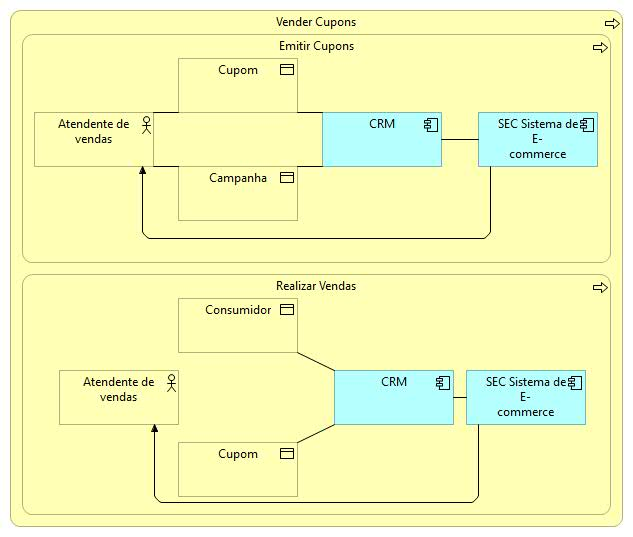 Vender Cupons
Emitir Cupons
Cupom
Atendente de
vendas
CRM
SEC Sistema de
E-
commerce
Campanha
Realizar Vendas
Consumidor
Atendente de
vendas
CRM
SEC Sistema de
E-
commerce
Cupom